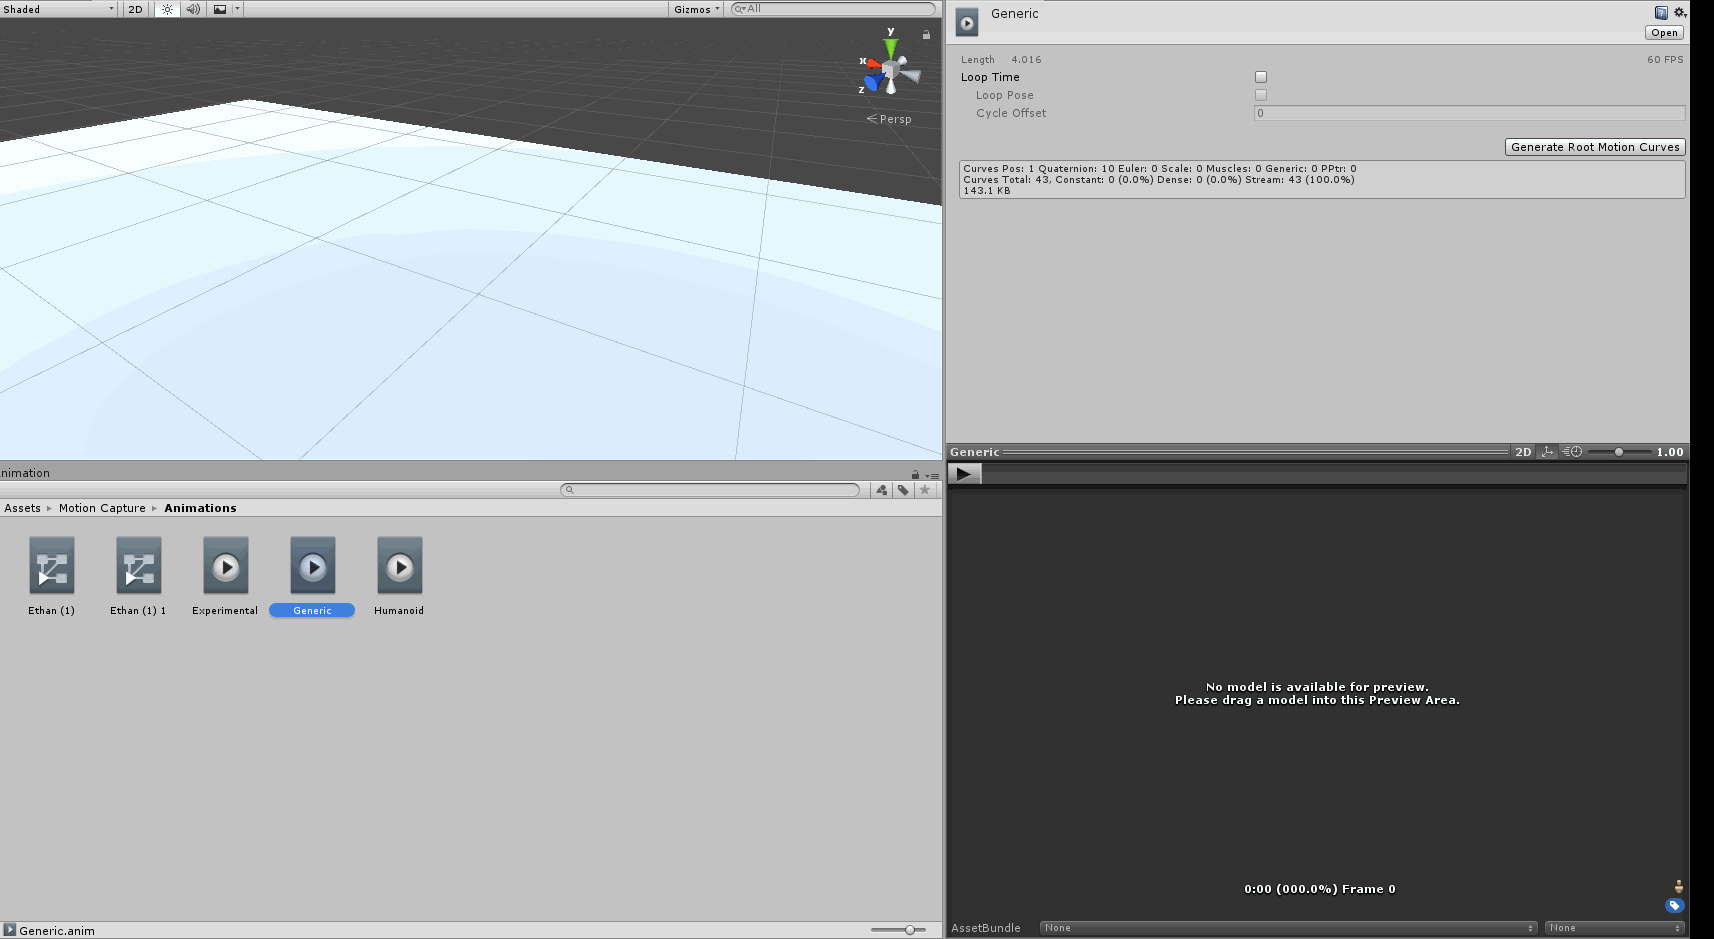 Shaded
2D
Gizmos
All
y
x
z
Persp
Generic
Open
Length 4.016
60 FPS
Loop Time
Loop Pose
Cycle Offset
0
Generate Root Motion Curves
Curves Pos: 1 Quaternion: 10 Euler: 0 Scale: 0 Muscles: 0 Generic: 0 PPtr: 0
Curves Total: 43, Constant: 0 (0.0%) Dense: 0 (0.0%) Stream: 43 (100.0%)
143.1 KB
nimation
Assets
Motion Capture
Animations
Ethan (1)
Ethan (1) 1
Experimental
Generic
Humanoid
Generic.anim
Generic
2D
1.00
No model is available for preview.
Please drag a model into this Preview Area.
0:00 (000.0%) Frame 0
AssetBundle
None
None